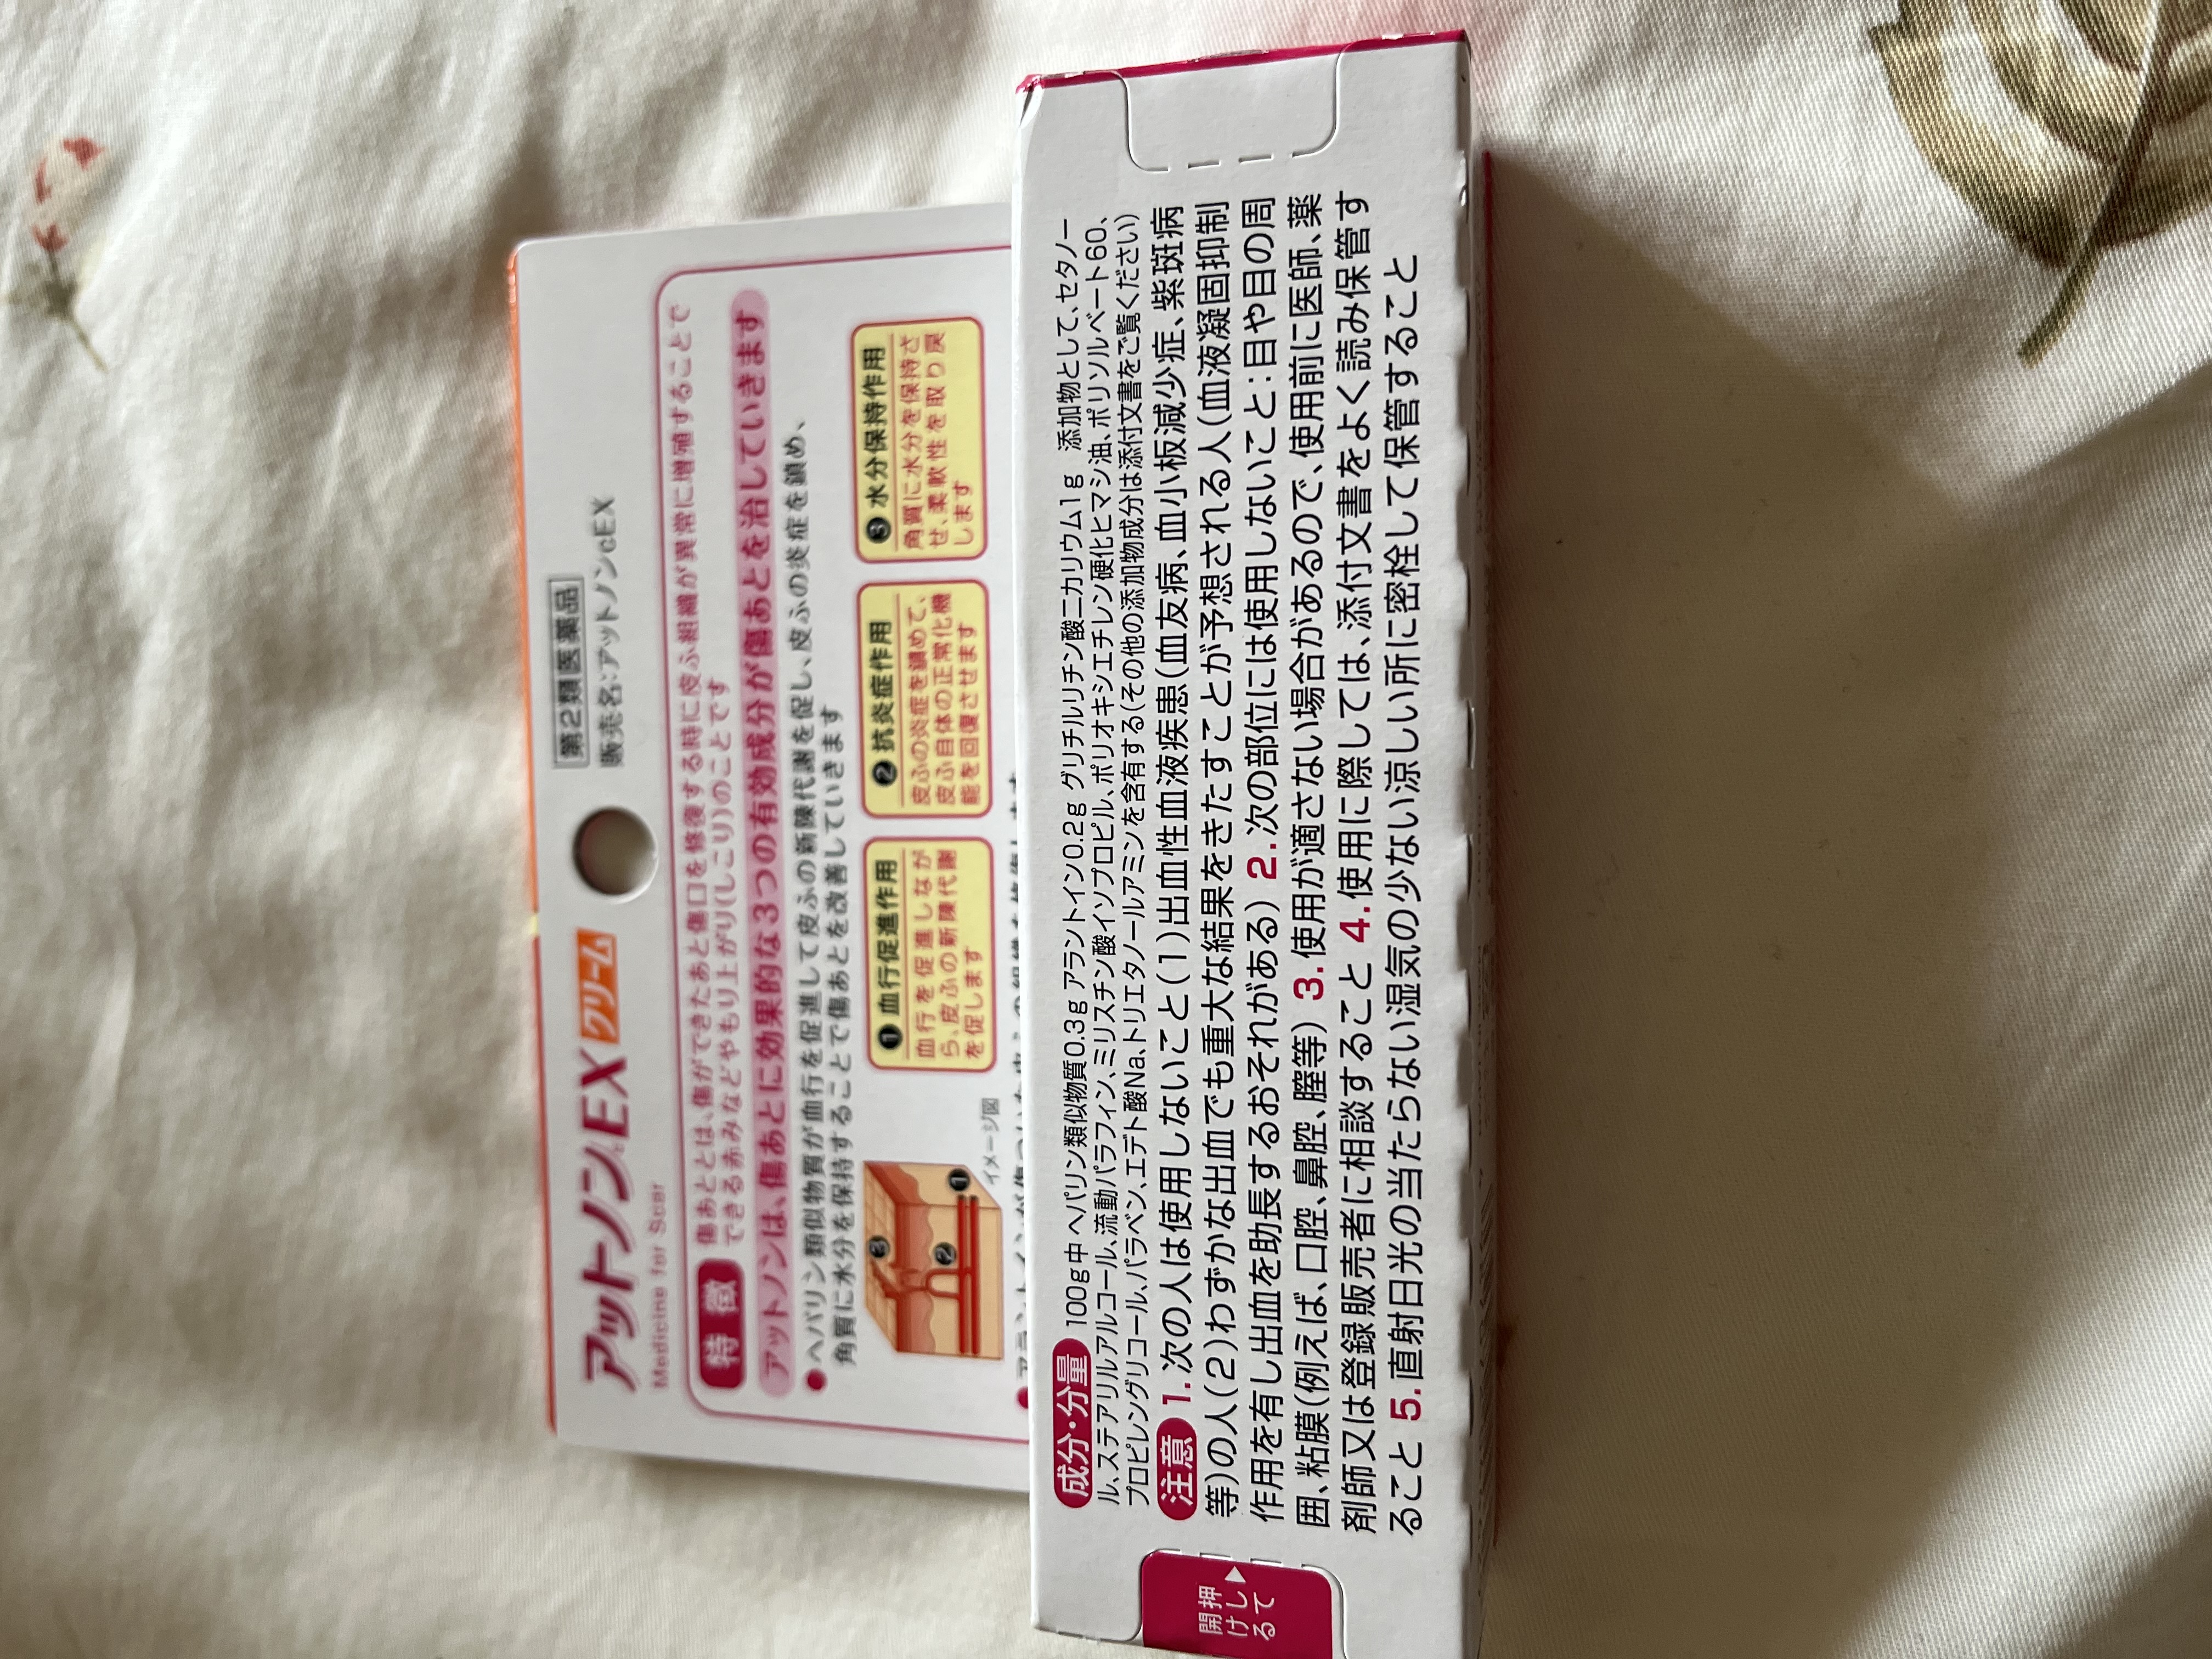 アットノンEX クリーム
Medicine for Scar
第2類医薬品
販売名:アットノンcEX
特徴
傷あととは、傷ができたあと傷口を修復する時に皮ふ組織が異常に増殖することで
できる赤みなどやもり上がり(しこり)のことです
アットノンは、傷あとに効果的な3つの有効成分が傷あとを治していきます
●ヘパリン類似物質が血行を促進して皮ふの新陳代謝を促し、皮ふの炎症を鎮め、
角質に水分を保持することで傷あとを改善していきます
イメージ図
❶ 血行促進作用
血行を促進しなが
ら、皮ふの新陳代謝
を促します
❷ 抗炎症作用
皮ふの炎症を鎮めて、
皮ふ自体の正常化機
能を回復させます
❸ 水分保持作用
角質に水分を保持さ
せ、柔軟性を取り戻
します
成分・分量 100g中 ヘパリン類似物質0.3g アラントイン0.2g グリチルリチン酸二カリウム1g 添加物として、セタノー
ル、ステアリルアルコール、流動パラフィン、ミリスチン酸イソプロピル、ポリオキシエチレン硬化ヒマシ油、ポリソルベート60、
プロピレングリコール、パラベン、エデト酸Na、トリエタノールアミンを含有する(その他の添加物成分は添付文書をご覧ください)
注意 1.次の人は使用しないこと(1)出血性血液疾患(血友病、血小板減少症、紫斑病
等)の人(2)わずかな出血でも重大な結果をきたすことが予想される人(血液凝固抑制
作用を有し出血を助長するおそれがある) 2.次の部位には使用しないこと:目や目の周
囲、粘膜(例えば、口腔、鼻腔、膣等) 3.使用が適さない場合があるので、使用前に医師、薬
剤師又は登録販売者に相談すること 4.使用に際しては、添付文書をよく読み保管す
ること 5.直射日光の当たらない湿気の少ない涼しい所に密栓して保管すること
押して
開ける